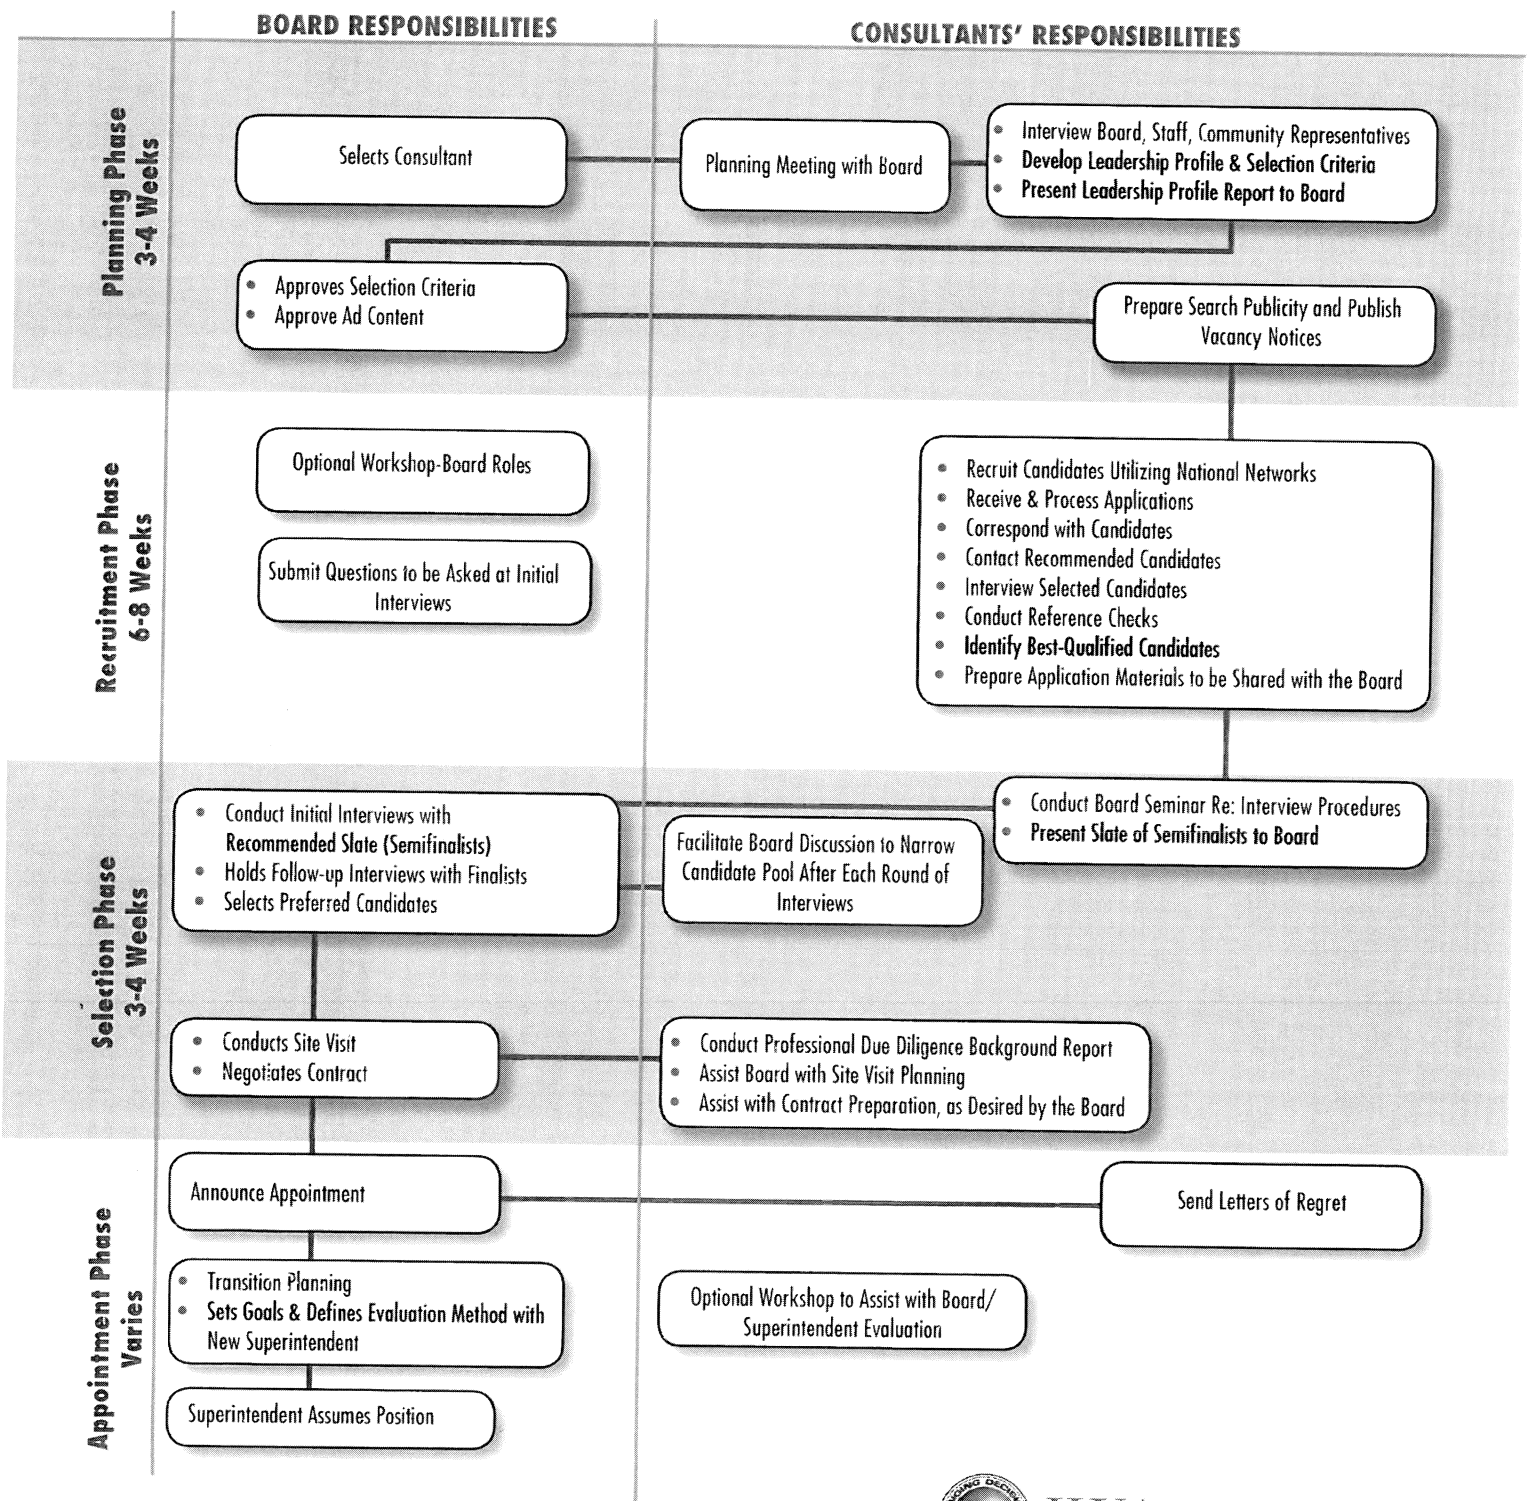 BOARD RESPONSIBILITIES
CONSULTANTS' RESPONSIBILITIES
Planning Phase
3-4 Weeks
Selects Consultant
Planning Meeting with Board
• Interview Board, Staff, Community Representatives
• Develop Leadership Profile & Selection Criteria
• Present Leadership Profile Report to Board
• Approves Selection Criteria
• Approve Ad Content
Prepare Search Publicity and Publish
Vacancy Notices
Recruitment Phase
6-8 Weeks
Optional Workshop-Board Roles
Submit Questions to be Asked at Initial
Interviews
• Recruit Candidates Utilizing National Networks
• Receive & Process Applications
• Correspond with Candidates
• Contact Recommended Candidates
• Interview Selected Candidates
• Conduct Reference Checks
• Identify Best-Qualified Candidates
• Prepare Application Materials to be Shared with the Board
Selection Phase
3-4 Weeks
• Conduct Initial Interviews with
Recommended Slate (Semifinalists)
• Holds Follow-up Interviews with Finalists
• Selects Preferred Candidates
Facilitate Board Discussion to Narrow
Candidate Pool After Each Round of
Interviews
• Conduct Board Seminar Re: Interview Procedures
• Present Slate of Semifinalists to Board
• Conducts Site Visit
• Negotiates Contract
• Conduct Professional Due Diligence Background Report
• Assist Board with Site Visit Planning
• Assist with Contract Preparation, as Desired by the Board
Appointment Phase
Varies
Announce Appointment
Send Letters of Regret
• Transition Planning
• Sets Goals & Defines Evaluation Method with
New Superintendent
Optional Workshop to Assist with Board/
Superintendent Evaluation
Superintendent Assumes Position